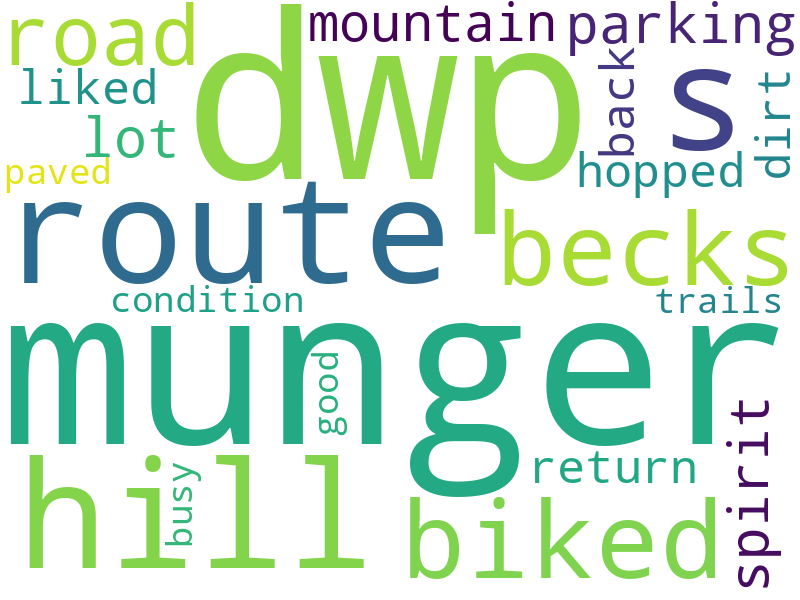 road
dwp
mountain
parking
s
liked
back
dirt
lot
hopped
paved
route
becks
condition
trails
munger
good
hill
busy
return
spirit
biked